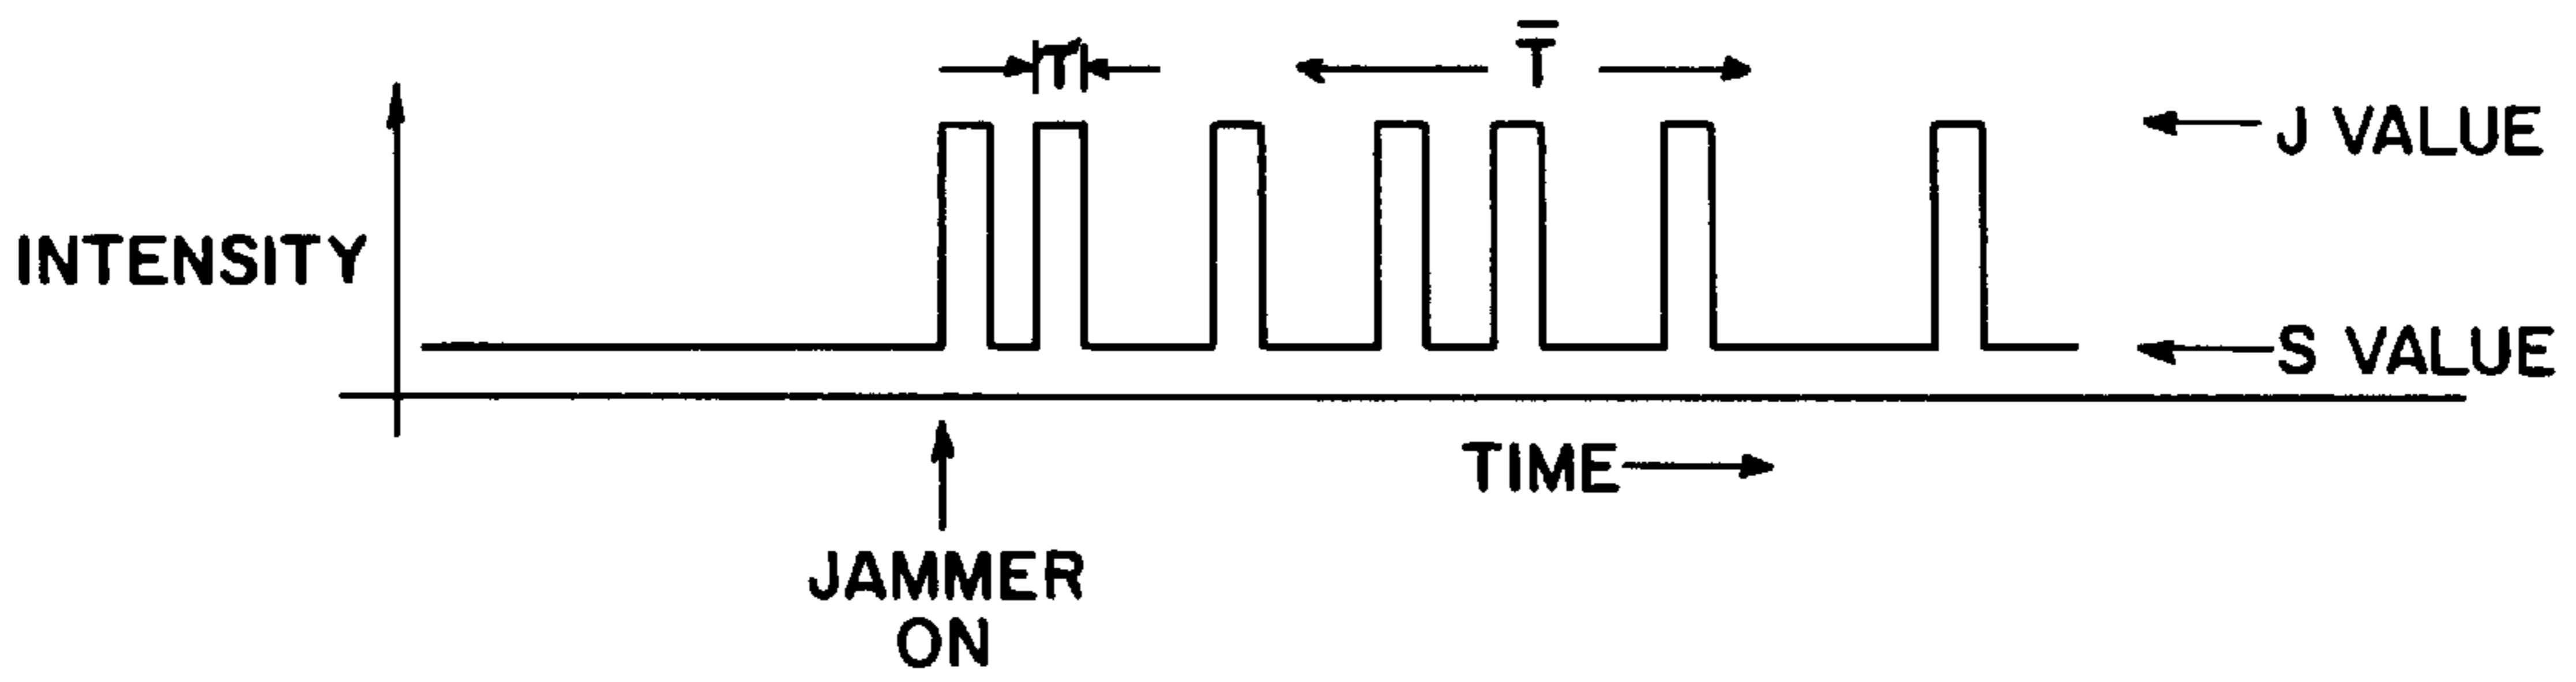 T T̅
J VALUE
INTENSITY
S VALUE
TIME
JAMMER
ON